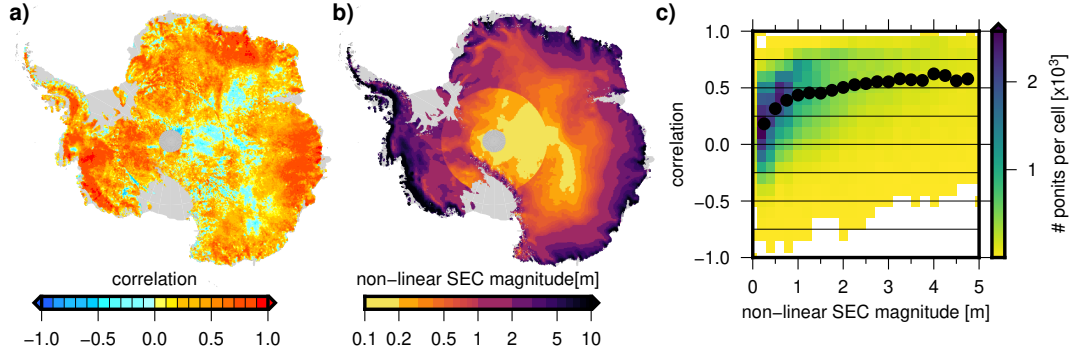 a)
correlation
−1.0 −0.5 0.0 0.5 1.0
b)
non−linear SEC magnitude[m]
0.1 0.2 0.5 1 2 5 10
c)
correlation
1.0
0.5
0.0
−0.5
−1.0
0 1 2 3 4 5
non−linear SEC magnitude [m]
2
1
# ponits per cell [x10³]